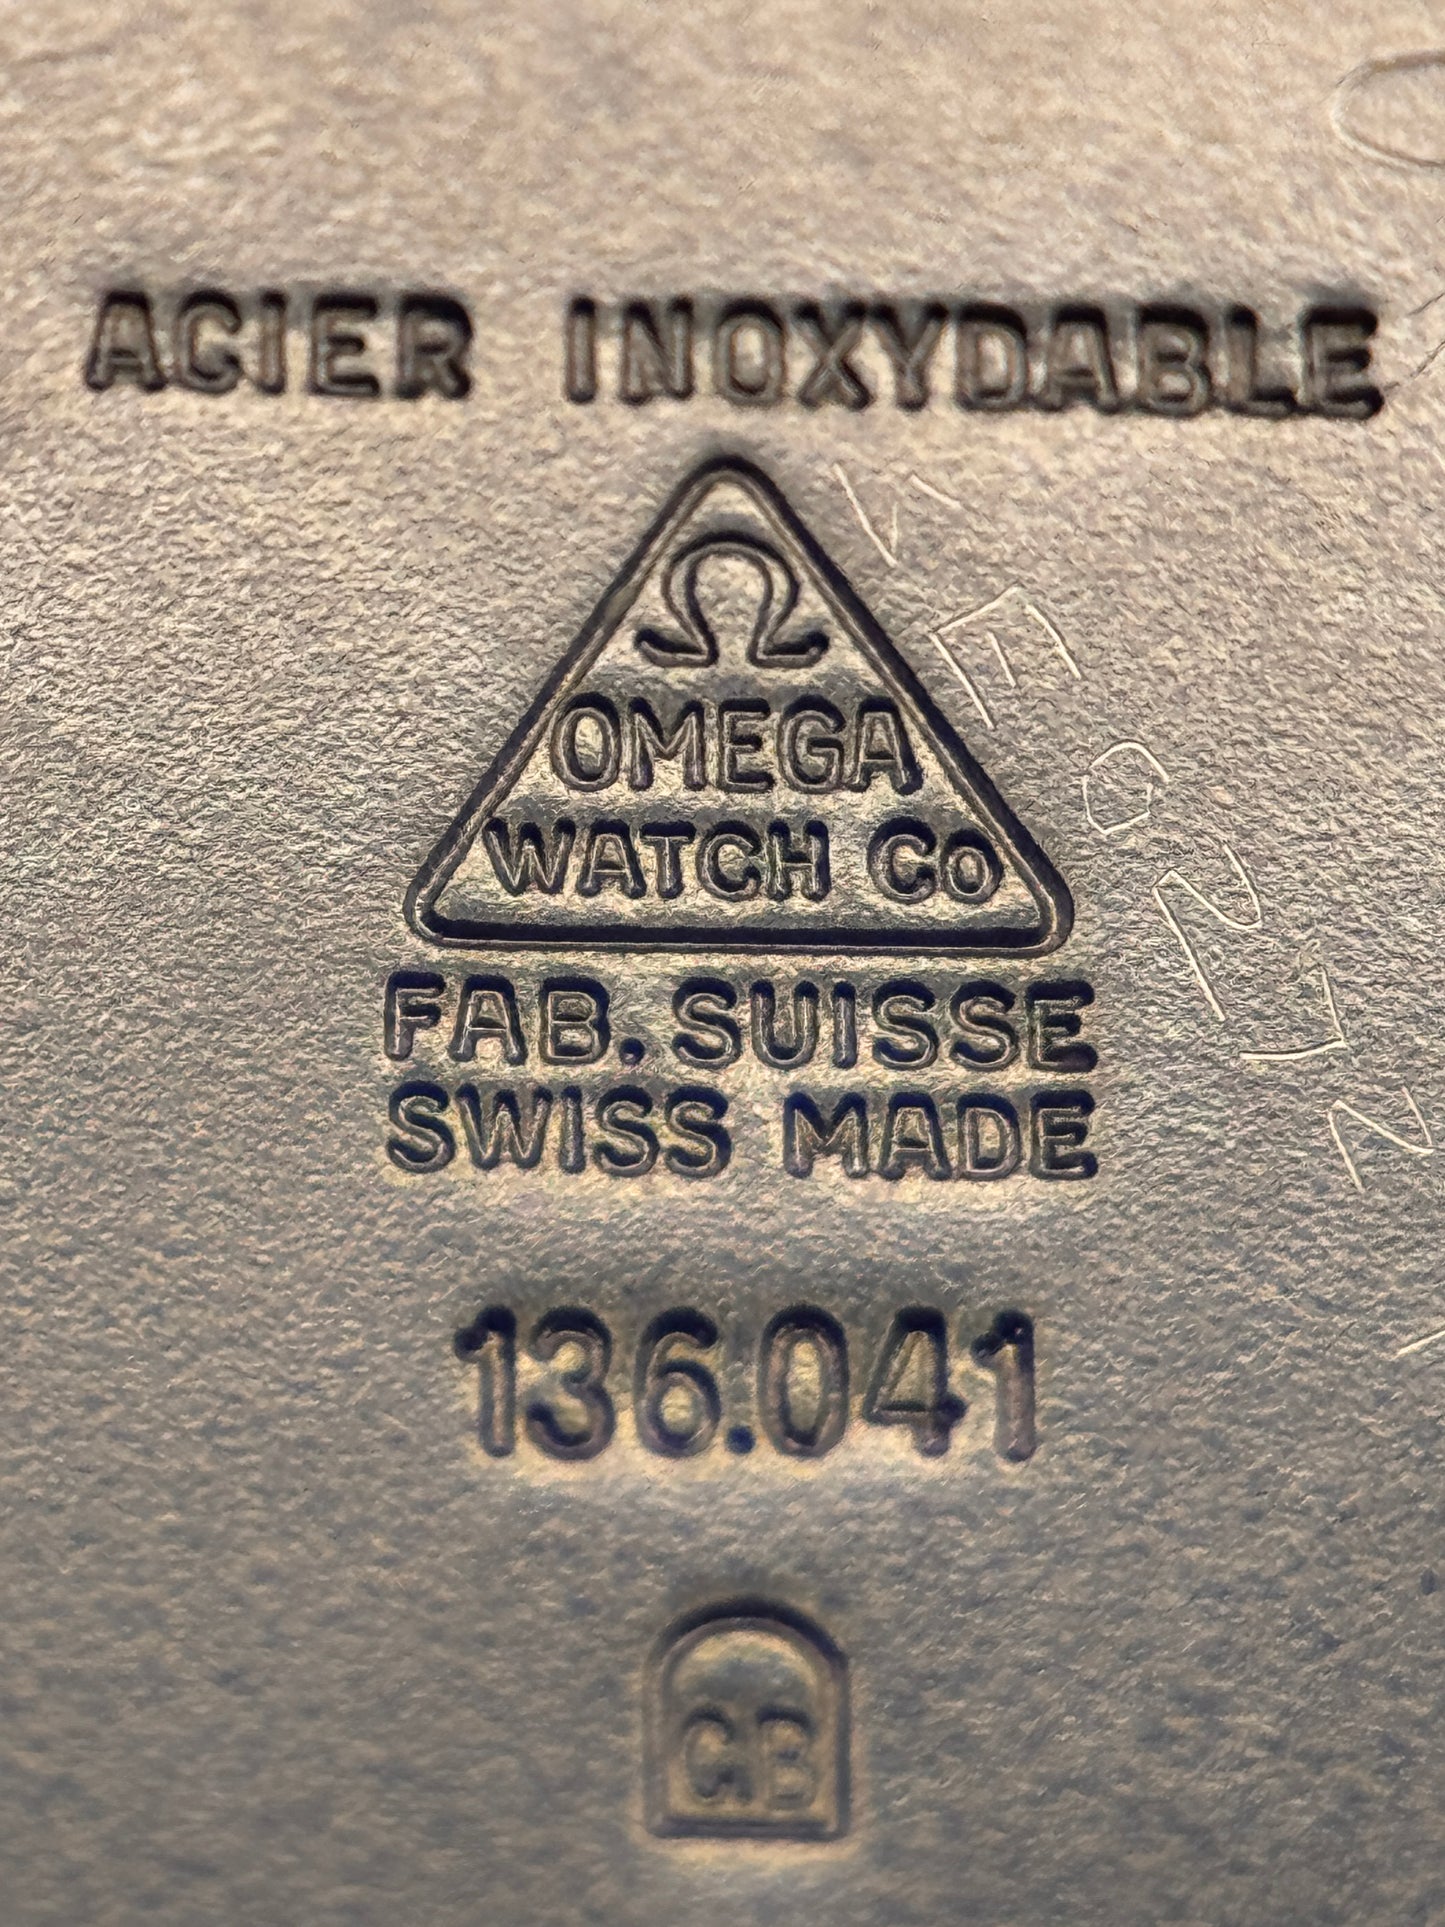 ACIER INOXYDABLE
Ω
OMEGA
WATCH CO
FAB. SUISSE
SWISS MADE
136.041
CB